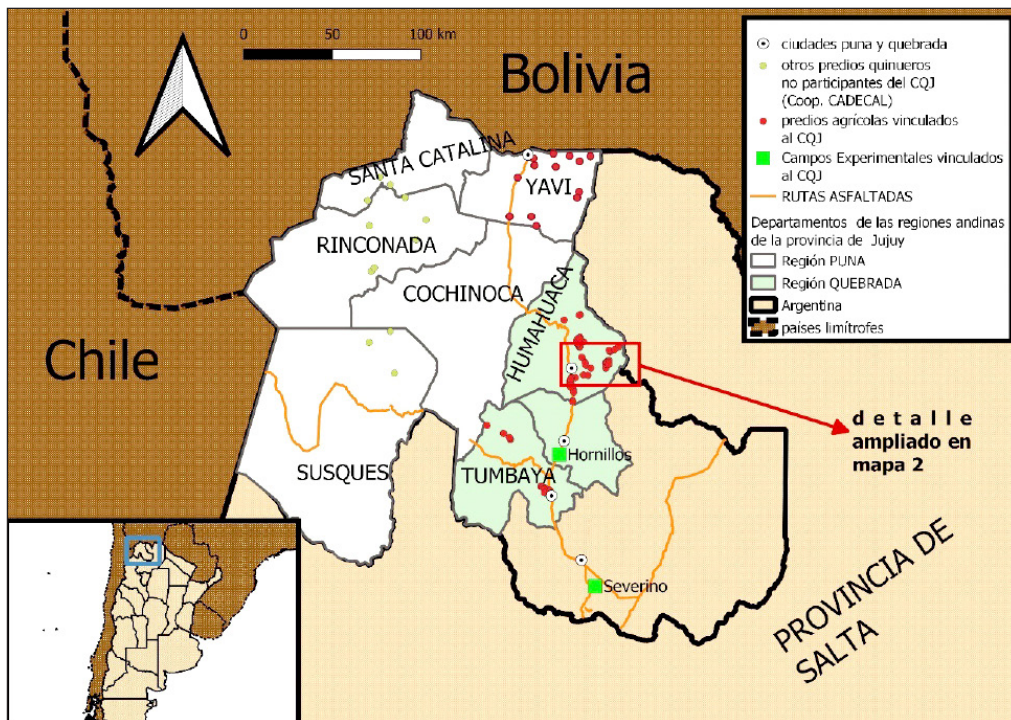 0 50 100 km
Bolivia
Chile
SANTA CATALINA
YAVI
RINCONADA
COCHINOCA
HUMAHUACA
SUSQUES
TUMBAYA
Hornillos
Severino
PROVINCIA DE
SALTA
detalle
ampliado en
mapa 2
ciudades puna y quebrada
otros predios quinueros
no participantes del CQJ
(Coop. CADECAL)
predios agrícolas vinculados
al CQJ
Campos Experimentales vinculados
al CQJ
RUTAS ASFALTADAS
Departamentos de las regiones andinas
de la provincia de Jujuy
Región PUNA
Región QUEBRADA
Argentina
países limítrofes